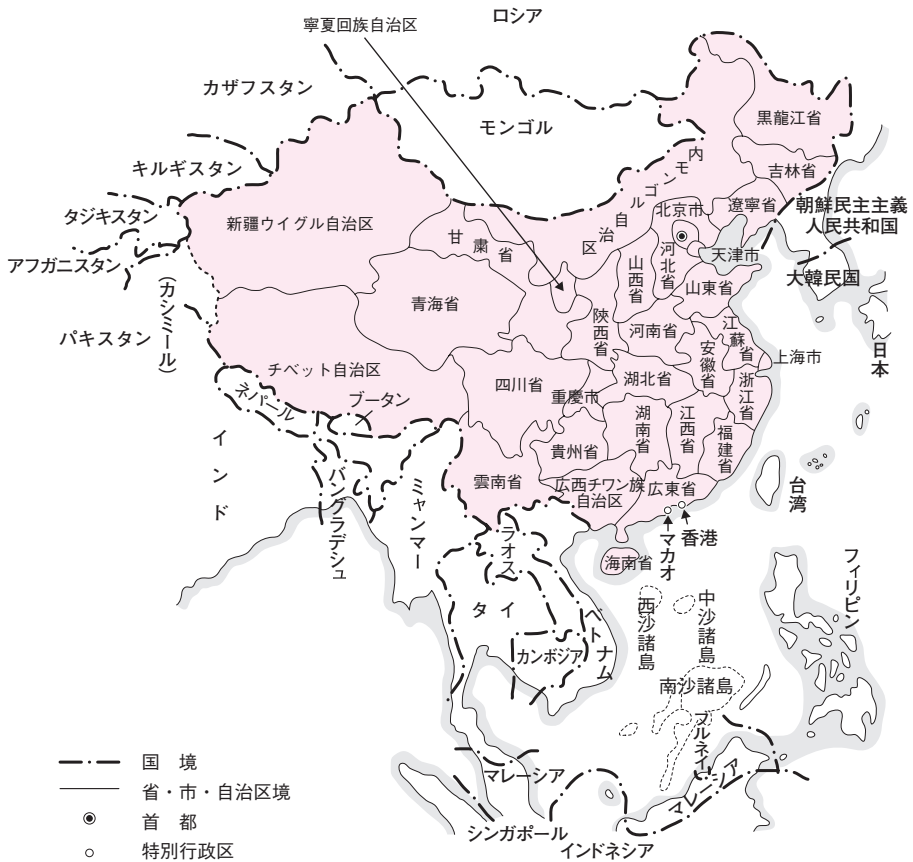 ロシア
寧夏回族自治区
カザフスタン
モンゴル
黒龍江省
キルギスタン
内モンゴル自治区
吉林省
タジキスタン
新疆ウイグル自治区
甘粛省
北京市
遼寧省
朝鮮民主主義
人民共和国
アフガニスタン
天津市
大韓民国
(カシミール)
青海省
山西省
河北省
山東省
パキスタン
陝西省
河南省
江蘇省
上海市
日本
チベット自治区
安徽省
四川省
重慶市
湖北省
浙江省
ネパール
ブータン
インド
湖南省
江西省
福建省
貴州省
雲南省
広西チワン族
自治区
広東省
台湾
バングラデシュ
ミャンマー
ラオス
香港
マカオ
海南省
フィリピン
タイ
ベトナム
西沙諸島
中沙諸島
カンボジア
南沙諸島
ブルネイ
マレーシア
マレーシア
シンガポール
インドネシア
国 境
省・市・自治区境
首 都
特別行政区